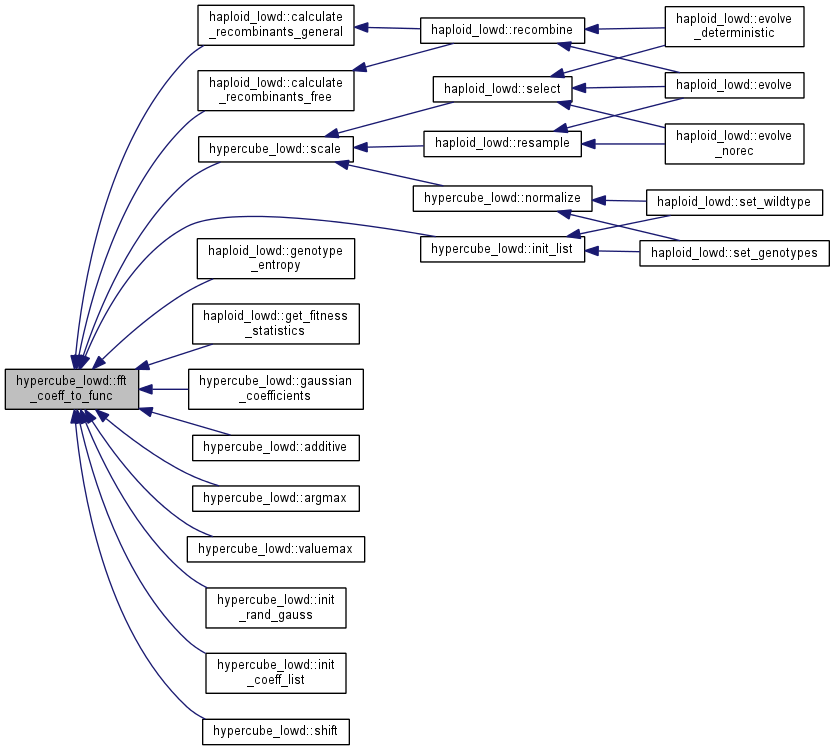 haploid_lowd::calculate
_recombinants_general
haploid_lowd::recombine
haploid_lowd::evolve
_deterministic
haploid_lowd::calculate
_recombinants_free
haploid_lowd::select
haploid_lowd::evolve
hypercube_lowd::scale
haploid_lowd::resample
haploid_lowd::evolve
_norec
hypercube_lowd::normalize
haploid_lowd::set_wildtype
hypercube_lowd::init_list
haploid_lowd::set_genotypes
haploid_lowd::genotype
_entropy
haploid_lowd::get_fitness
_statistics
hypercube_lowd::fft
_coeff_to_func
hypercube_lowd::gaussian
_coefficients
hypercube_lowd::additive
hypercube_lowd::argmax
hypercube_lowd::valuemax
hypercube_lowd::init
_rand_gauss
hypercube_lowd::init
_coeff_list
hypercube_lowd::shift